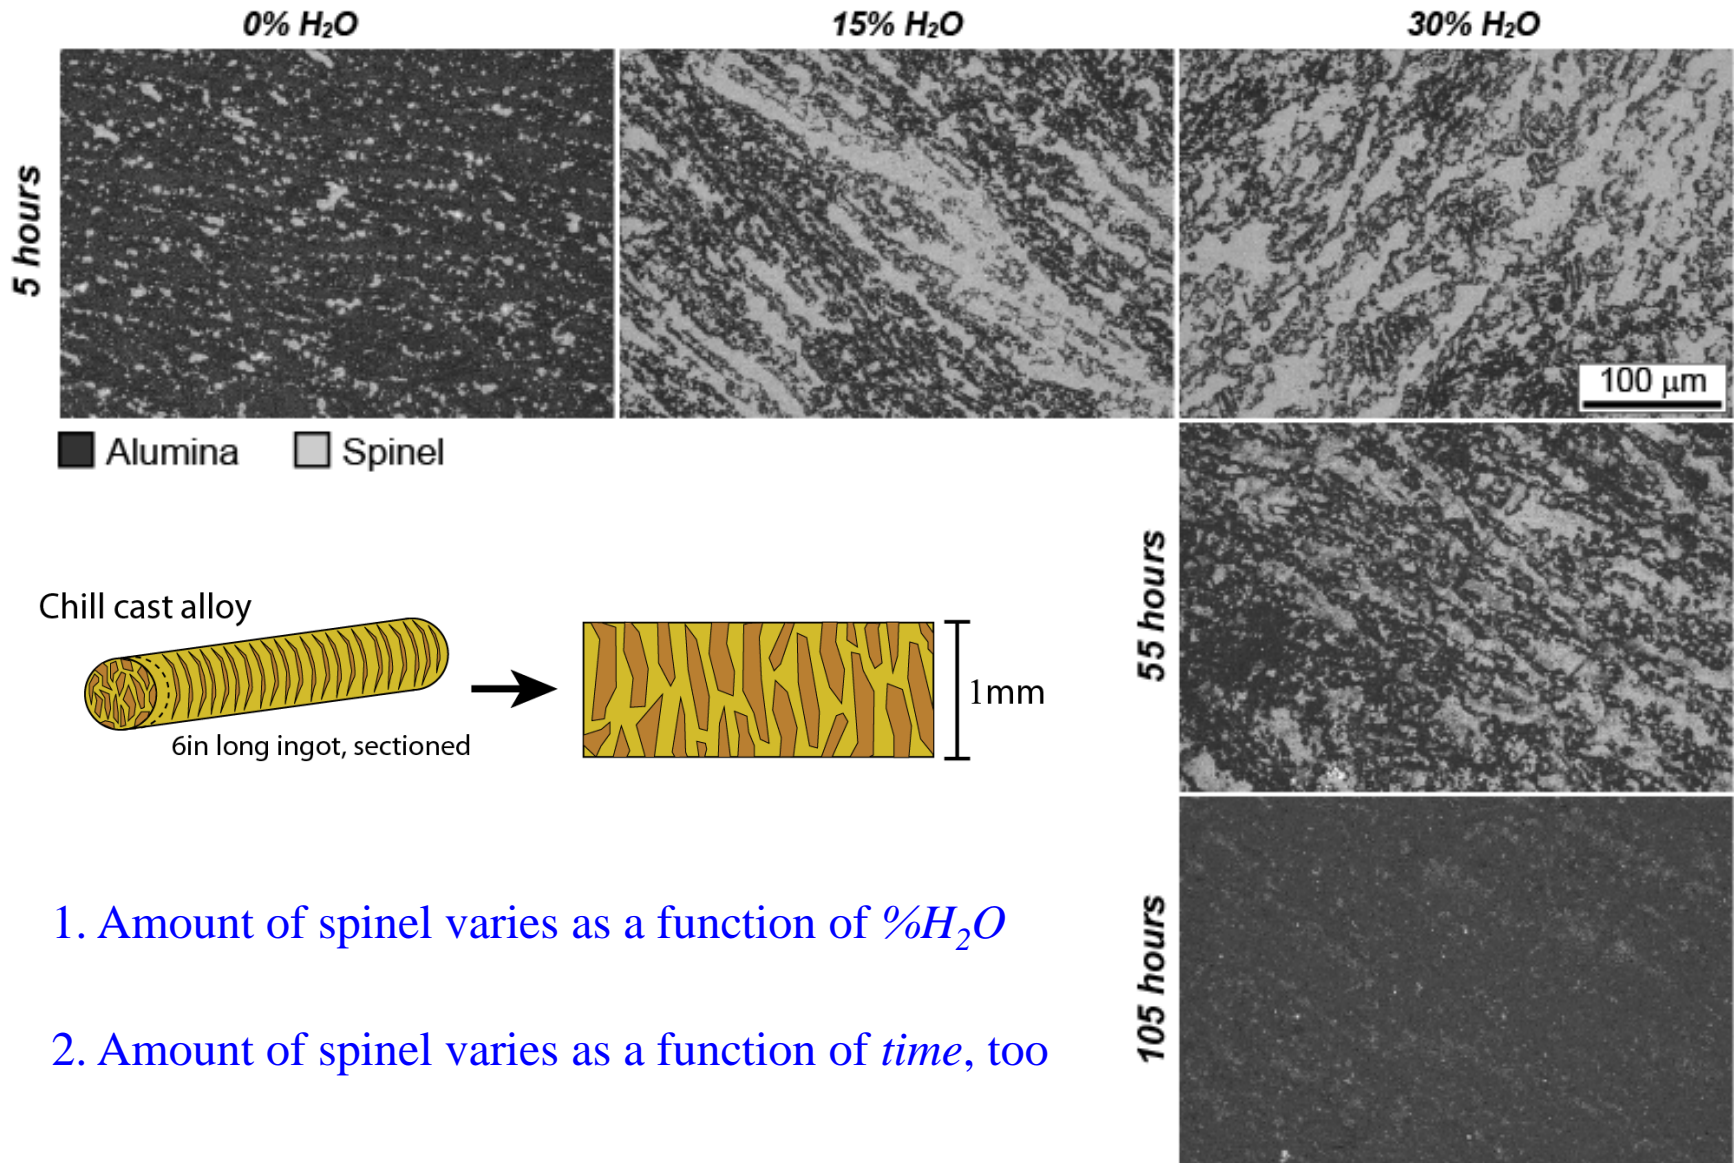 0% H₂O
15% H₂O
30% H₂O
5 hours
100 µm
Alumina
Spinel
55 hours
Chill cast alloy
1mm
6in long ingot, sectioned
105 hours
1. Amount of spinel varies as a function of %H₂O
2. Amount of spinel varies as a function of time, too